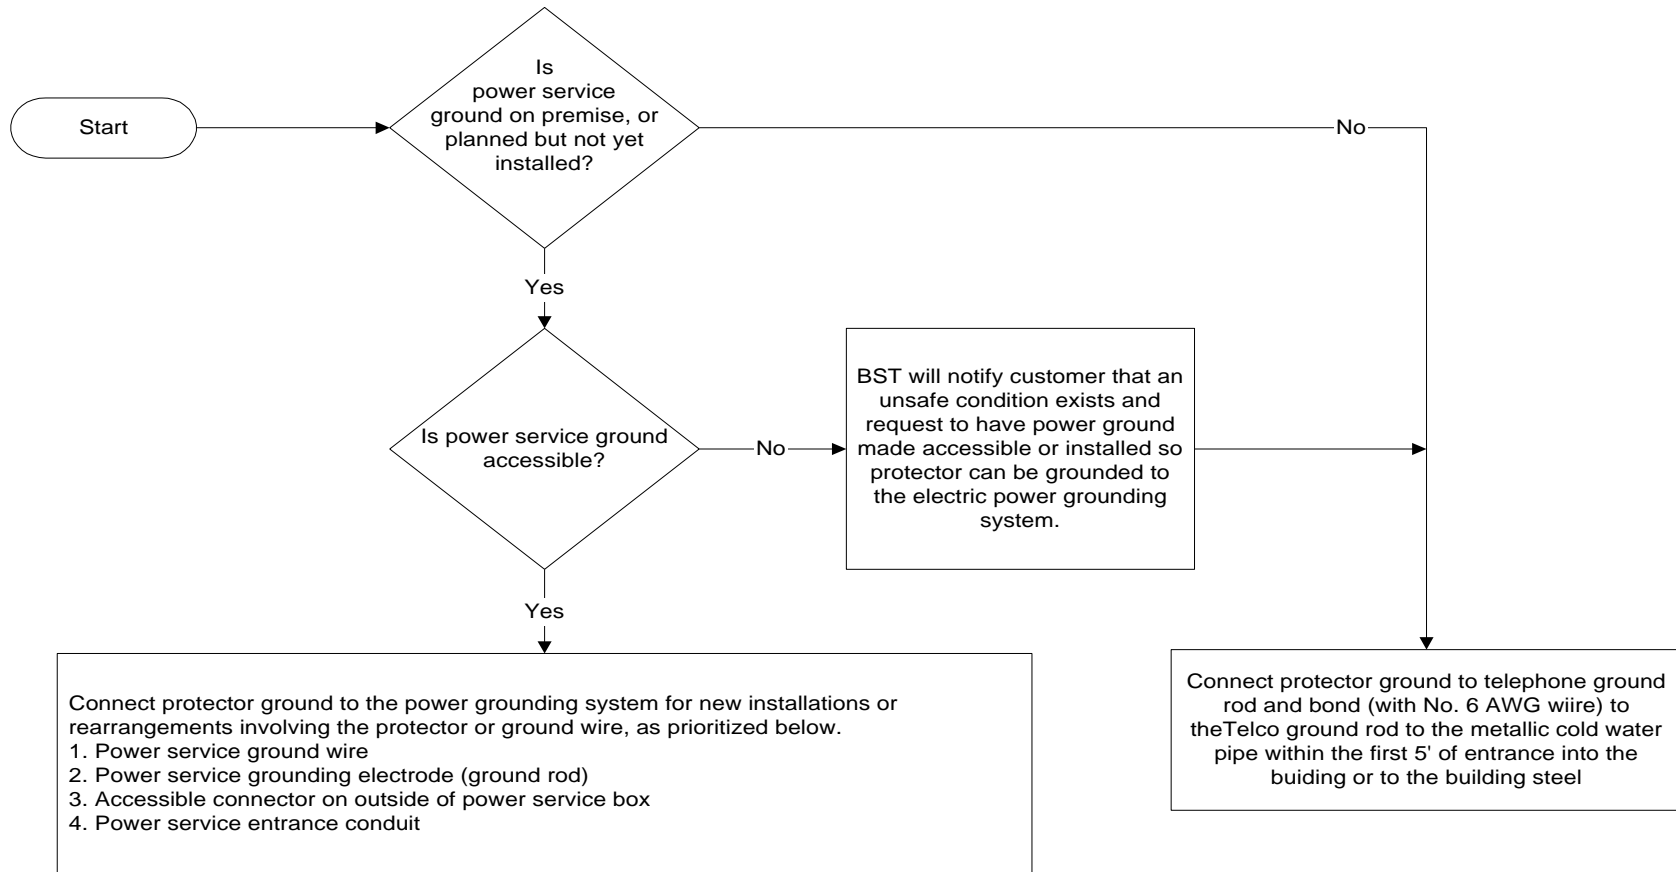 Start
Is
power service
ground on premise, or
planned but not yet
installed?
No
Yes
Is power service ground
accessible?
No
BST will notify customer that an
unsafe condition exists and
request to have power ground
made accessible or installed so
protector can be grounded to
the electric power grounding
system.
Yes
Connect protector ground to the power grounding system for new installations or
rearrangements involving the protector or ground wire, as prioritized below.
1. Power service ground wire
2. Power service grounding electrode (ground rod)
3. Accessible connector on outside of power service box
4. Power service entrance conduit
Connect protector ground to telephone ground
rod and bond (with No. 6 AWG wiire) to
theTelco ground rod to the metallic cold water
pipe within the first 5' of entrance into the
buiding or to the building steel